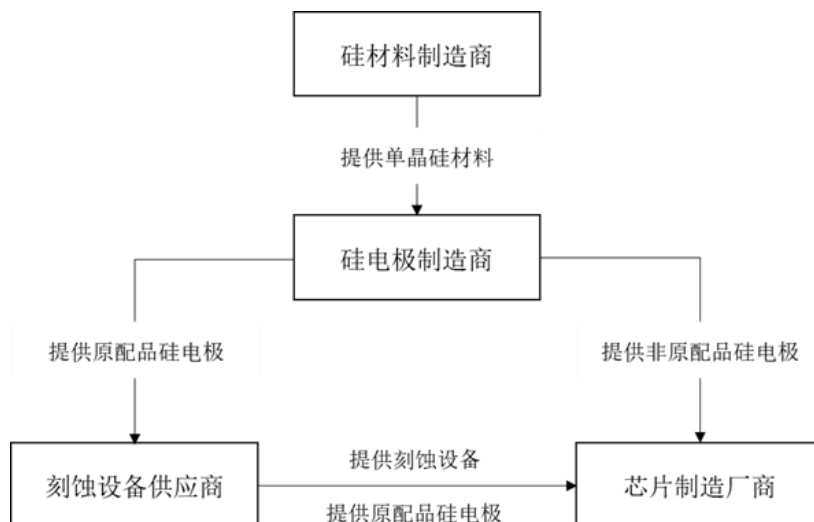 硅材料制造商
提供单晶硅材料
硅电极制造商
提供原配品硅电极
提供非原配品硅电极
刻蚀设备供应商
提供刻蚀设备
提供原配品硅电极
芯片制造厂商